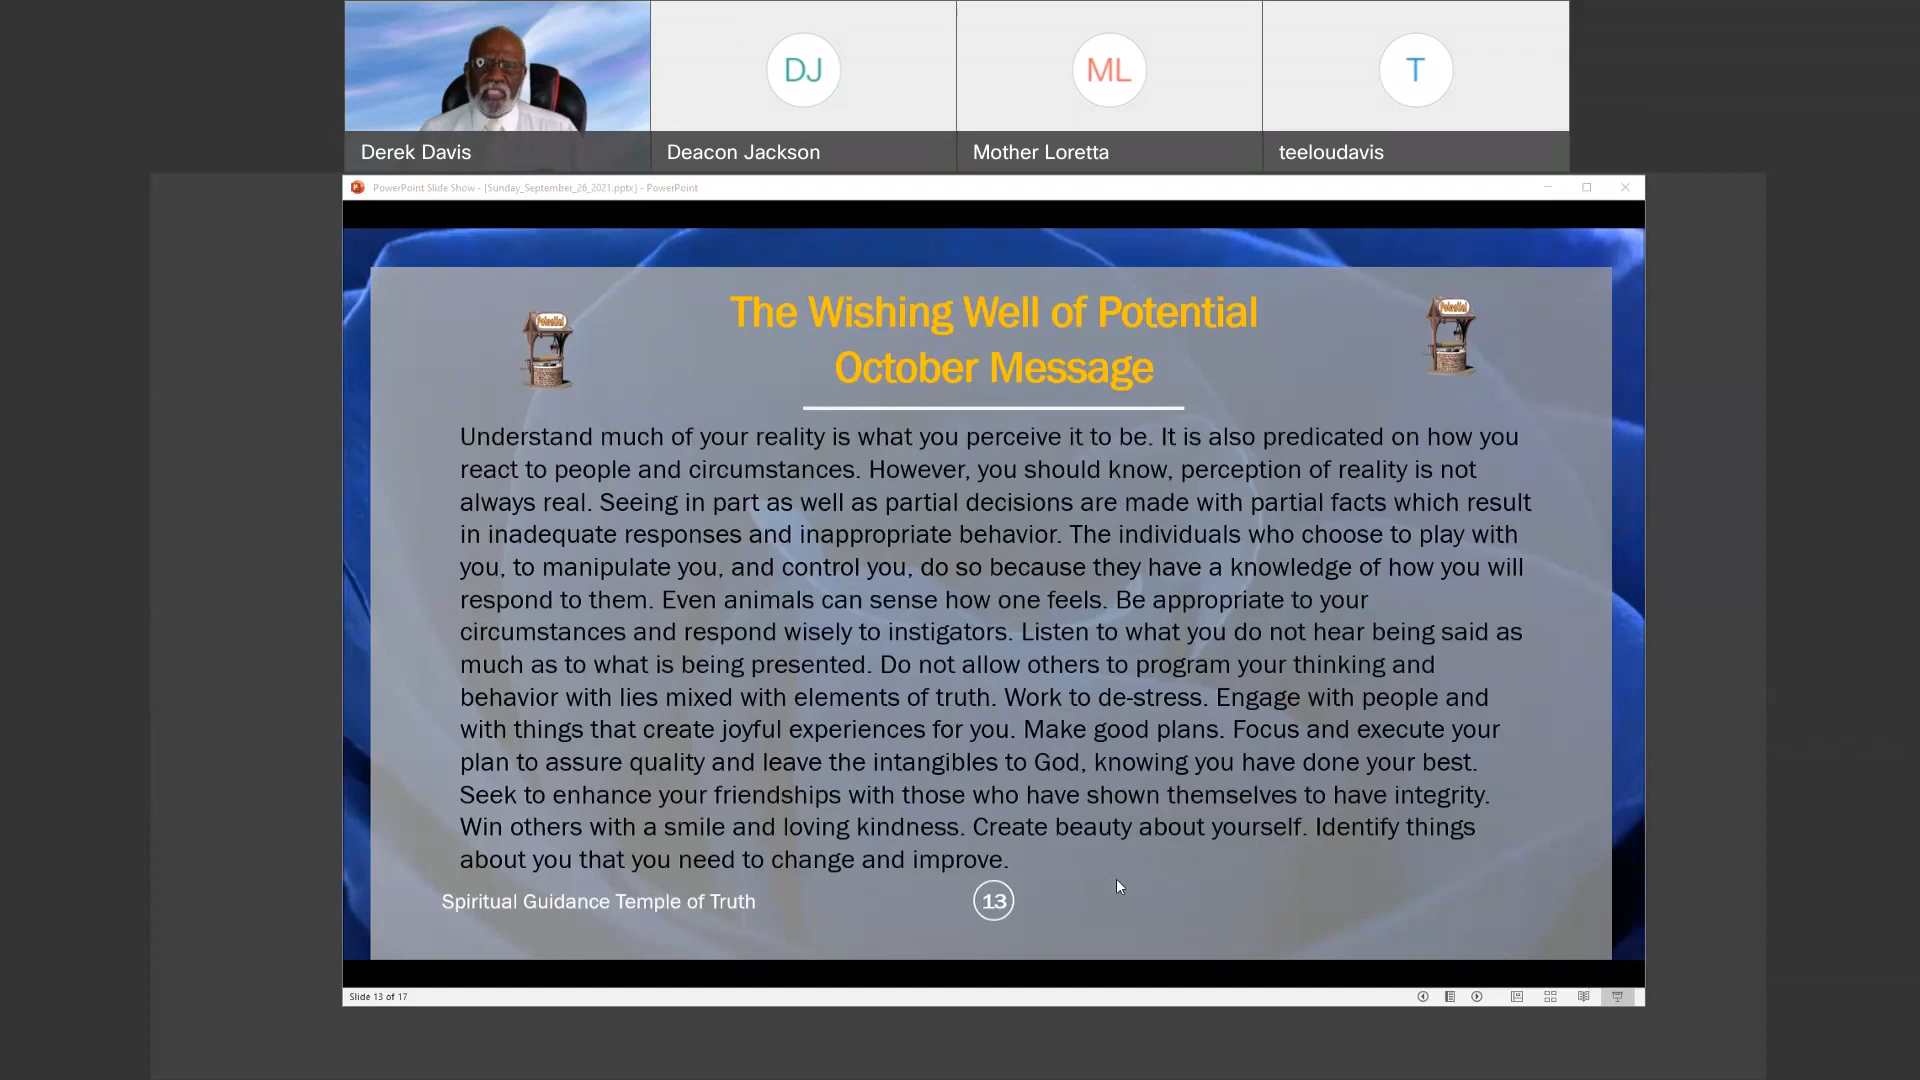 DJ
ML
T
Derek Davis
Deacon Jackson
Mother Loretta
teeloudavis
PowerPoint Slide Show - [Sunday_September_26_2021.pptx] - PowerPoint
Potential
Potential
The Wishing Well of Potential
October Message
Understand much of your reality is what you perceive it to be. It is also predicated on how you
react to people and circumstances. However, you should know, perception of reality is not
always real. Seeing in part as well as partial decisions are made with partial facts which result
in inadequate responses and inappropriate behavior. The individuals who choose to play with
you, to manipulate you, and control you, do so because they have a knowledge of how you will
respond to them. Even animals can sense how one feels. Be appropriate to your
circumstances and respond wisely to instigators. Listen to what you do not hear being said as
much as to what is being presented. Do not allow others to program your thinking and
behavior with lies mixed with elements of truth. Work to de-stress. Engage with people and
with things that create joyful experiences for you. Make good plans. Focus and execute your
plan to assure quality and leave the intangibles to God, knowing you have done your best.
Seek to enhance your friendships with those who have shown themselves to have integrity.
Win others with a smile and loving kindness. Create beauty about yourself. Identify things
about you that you need to change and improve.
Spiritual Guidance Temple of Truth
13
Slide 13 of 17